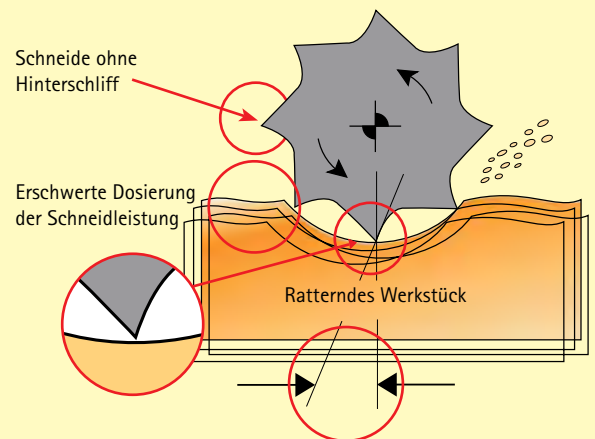 Schneide ohne
Hinterschliff
Erschwerte Dosierung
der Schneidleistung
Ratterndes Werkstück